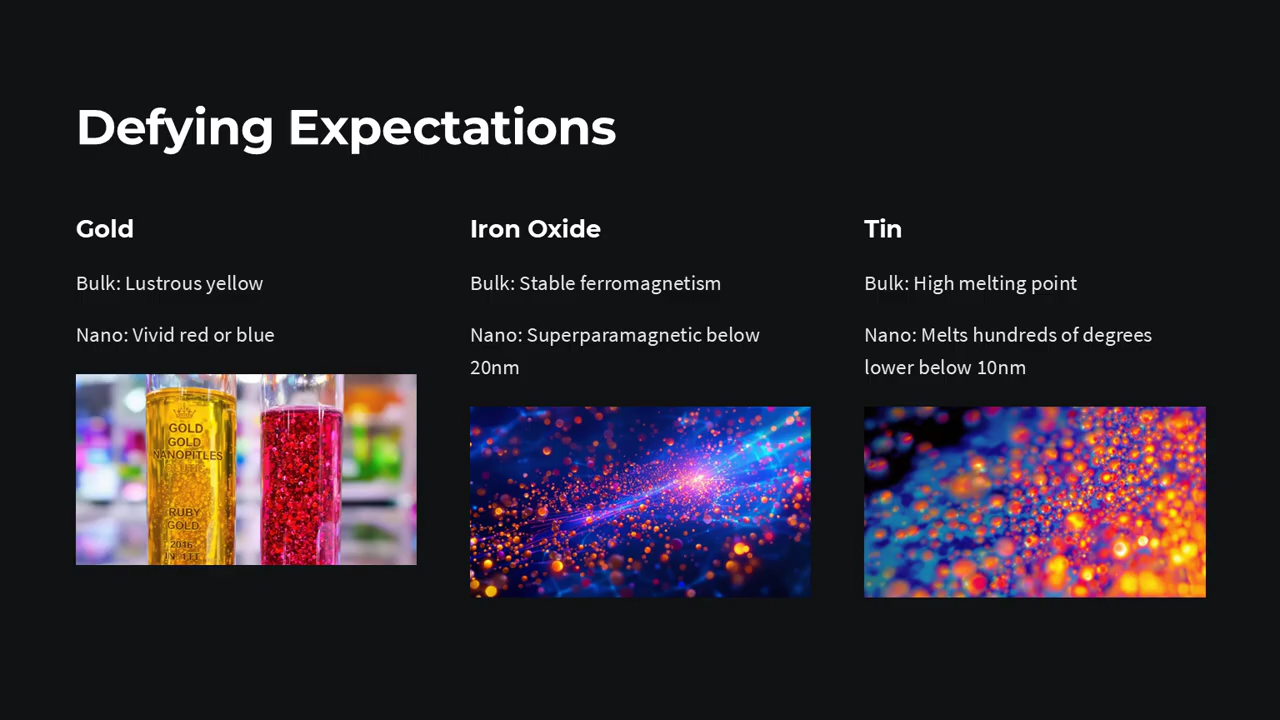 Defying Expectations
Gold
Bulk: Lustrous yellow
Nano: Vivid red or blue
GOLD
GOLD
NANOPITLES
RUBY
GOLD
2016
Iron Oxide
Bulk: Stable ferromagnetism
Nano: Superparamagnetic below
20nm
Tin
Bulk: High melting point
Nano: Melts hundreds of degrees
lower below 10nm